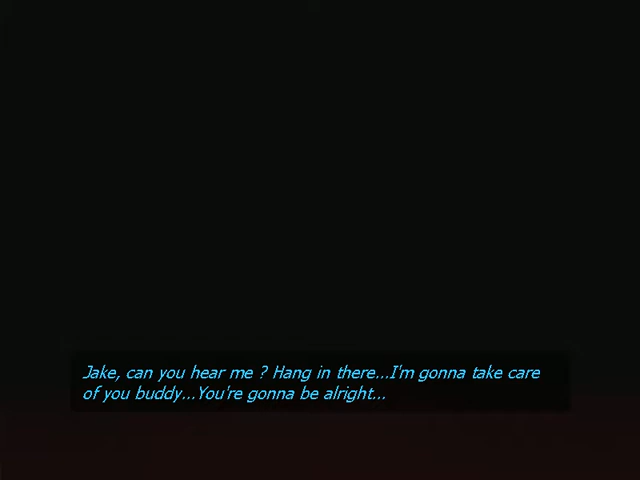 Jake, can you hear me ? Hang in there...I'm gonna take care
of you buddy...You're gonna be alright...